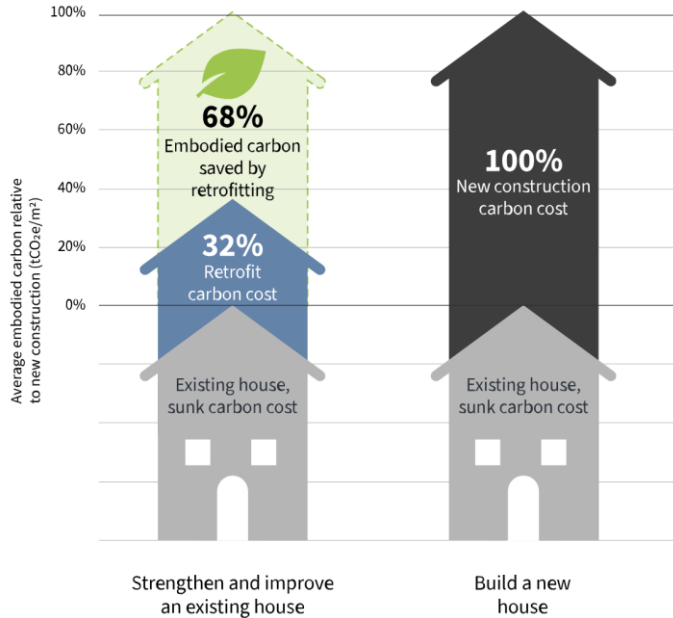 100%
80%
60%
40%
20%
0%
Average embodied carbon relative
to new construction (tCO₂e/m²)
68%
Embodied carbon
saved by
retrofitting
32%
Retrofit
carbon cost
Existing house,
sunk carbon cost
100%
New construction
carbon cost
Existing house,
sunk carbon cost
Strengthen and improve
an existing house
Build a new
house